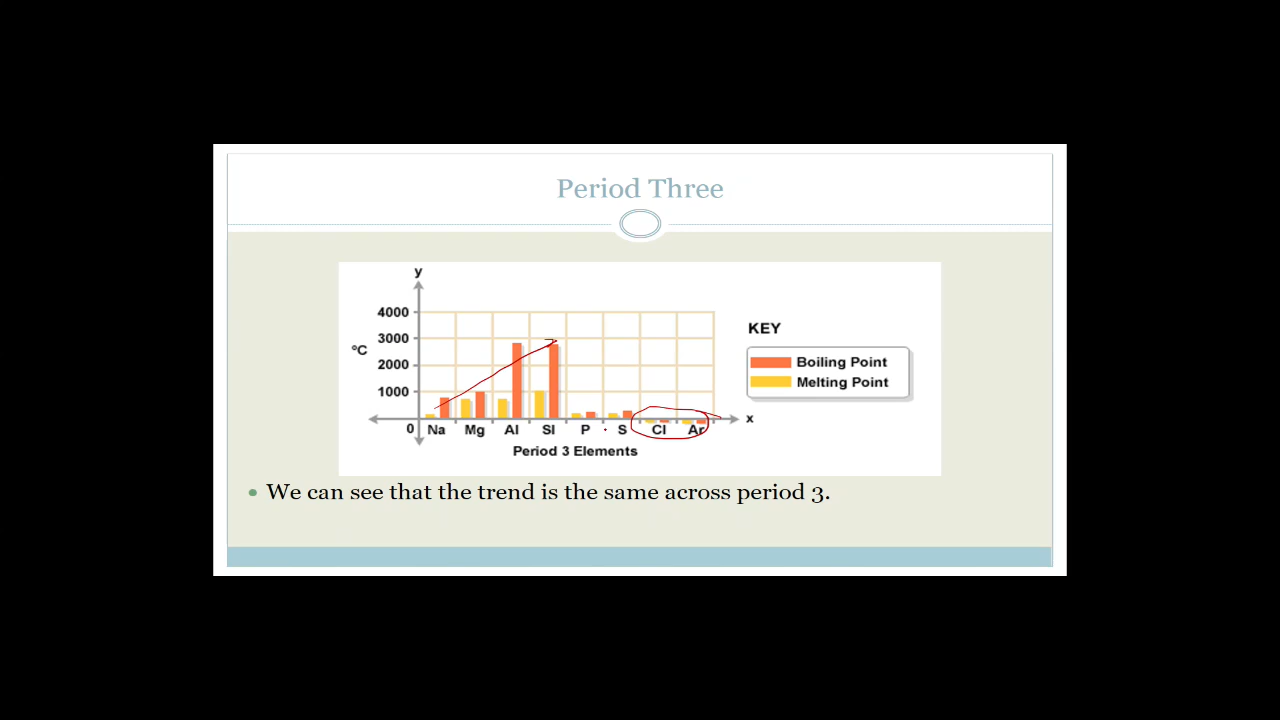 Period Three
y
4000
3000
°C
2000
1000
0
Na Mg Al Si P S Cl Ar
x
Period 3 Elements
KEY
Boiling Point
Melting Point
We can see that the trend is the same across period 3.